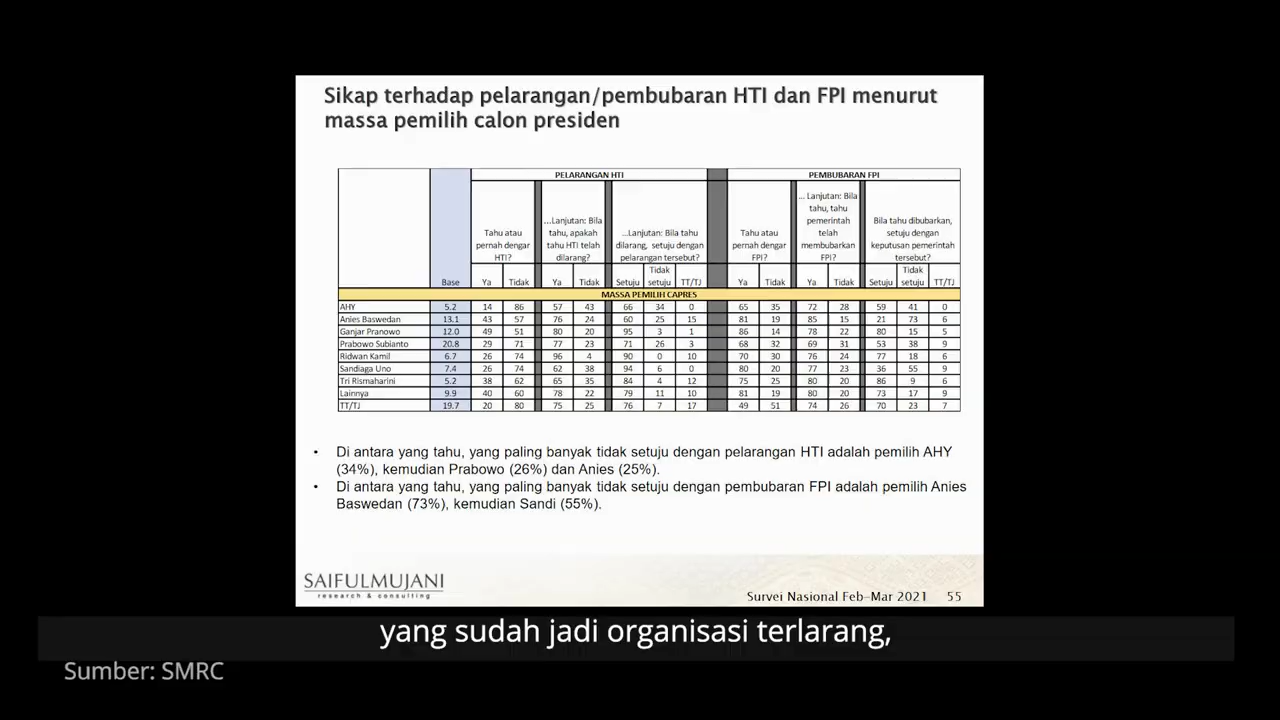 Sikap terhadap pelarangan/pembubaran HTI dan FPI menurut
massa pemilih calon presiden
PELARANGAN HTI PEMBUBARAN FPI
Base
Tahu atau
pernah dengar
HTI?
...Lanjutan: Bila
tahu, apakah
tahu HTI telah
dilarang?
...Lanjutan: Bila tahu
dilarang, setuju dengan
pelarangan tersebut?
Tahu atau
pernah dengar
FPI?
... Lanjutan: Bila
tahu, tahu
pemerintah
telah
membubarkan
FPI?
Bila tahu dibubarkan,
setuju dengan
keputusan pemerintah
tersebut?
Ya Tidak Ya Tidak Setuju Tidak setuju TT/TJ Ya Tidak Ya Tidak Setuju Tidak setuju TT/TJ
MASSA PEMILIH CAPRES
AHY 5.2 14 86 57 43 66 34 0 65 35 72 28 59 41 0
Anies Baswedan 13.1 43 57 76 24 60 25 15 81 19 85 15 21 73 6
Ganjar Pranowo 12.0 49 51 80 20 95 3 1 86 14 78 22 80 15 5
Prabowo Subianto 20.8 29 71 77 23 71 26 3 68 32 69 31 53 38 9
Ridwan Kamil 6.7 26 74 96 4 90 0 10 70 30 76 24 77 18 6
Sandiaga Uno 7.4 26 74 62 38 94 6 0 80 20 77 23 36 55 9
Tri Rismaharini 5.2 38 62 65 35 84 4 12 75 25 80 20 86 9 6
Lainnya 9.9 40 60 78 22 79 11 10 81 19 80 20 73 17 9
TT/TJ 19.7 20 80 75 25 76 7 17 49 51 74 26 70 23 7
• Di antara yang tahu, yang paling banyak tidak setuju dengan pelarangan HTI adalah pemilih AHY
(34%), kemudian Prabowo (26%) dan Anies (25%).
• Di antara yang tahu, yang paling banyak tidak setuju dengan pembubaran FPI adalah pemilih Anies
Baswedan (73%), kemudian Sandi (55%).
SAIFULMUJANI
research & consulting
Survei Nasional Feb–Mar 2021 55
yang sudah jadi organisasi terlarang,
Sumber: SMRC